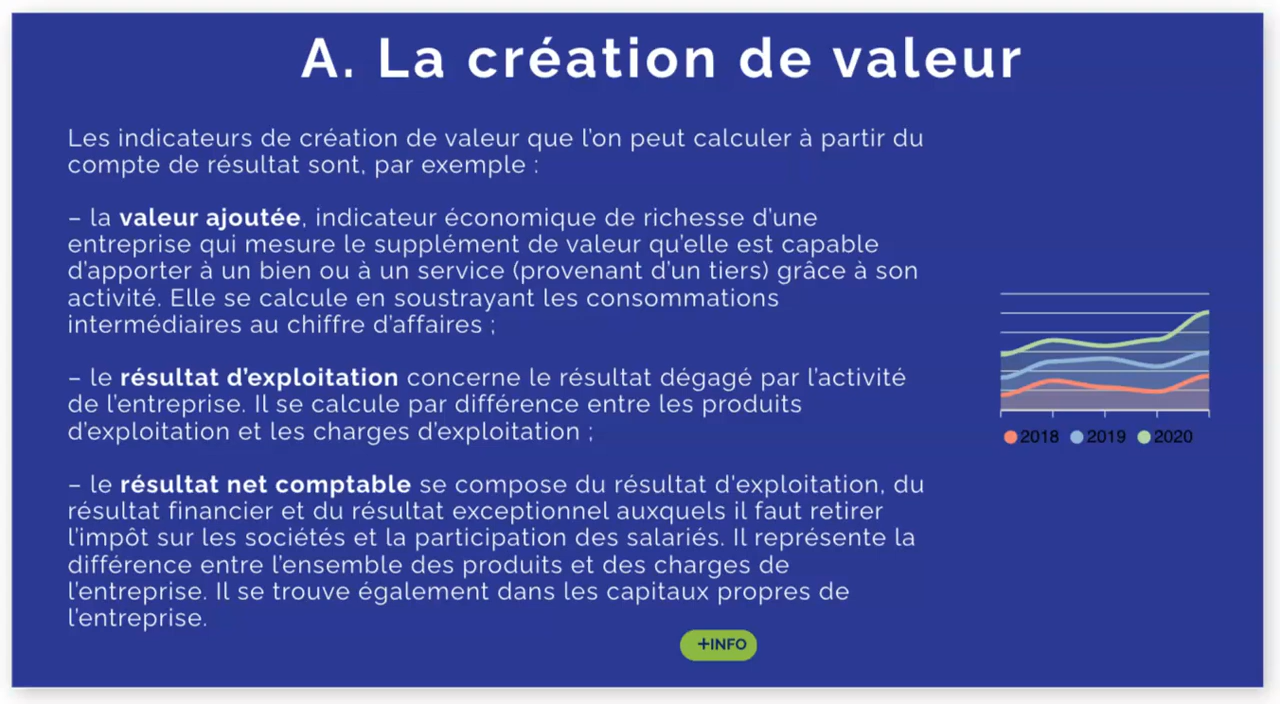 A. La création de valeur
Les indicateurs de création de valeur que l’on peut calculer à partir du
compte de résultat sont, par exemple :
– la valeur ajoutée, indicateur économique de richesse d’une
entreprise qui mesure le supplément de valeur qu’elle est capable
d’apporter à un bien ou à un service (provenant d’un tiers) grâce à son
activité. Elle se calcule en soustrayant les consommations
intermédiaires au chiffre d’affaires ;
– le résultat d’exploitation concerne le résultat dégagé par l’activité
de l’entreprise. Il se calcule par différence entre les produits
d’exploitation et les charges d’exploitation ;
– le résultat net comptable se compose du résultat d'exploitation, du
résultat financier et du résultat exceptionnel auxquels il faut retirer
l’impôt sur les sociétés et la participation des salariés. Il représente la
différence entre l’ensemble des produits et des charges de
l’entreprise. Il se trouve également dans les capitaux propres de
l’entreprise.
2018 2019 2020
+INFO